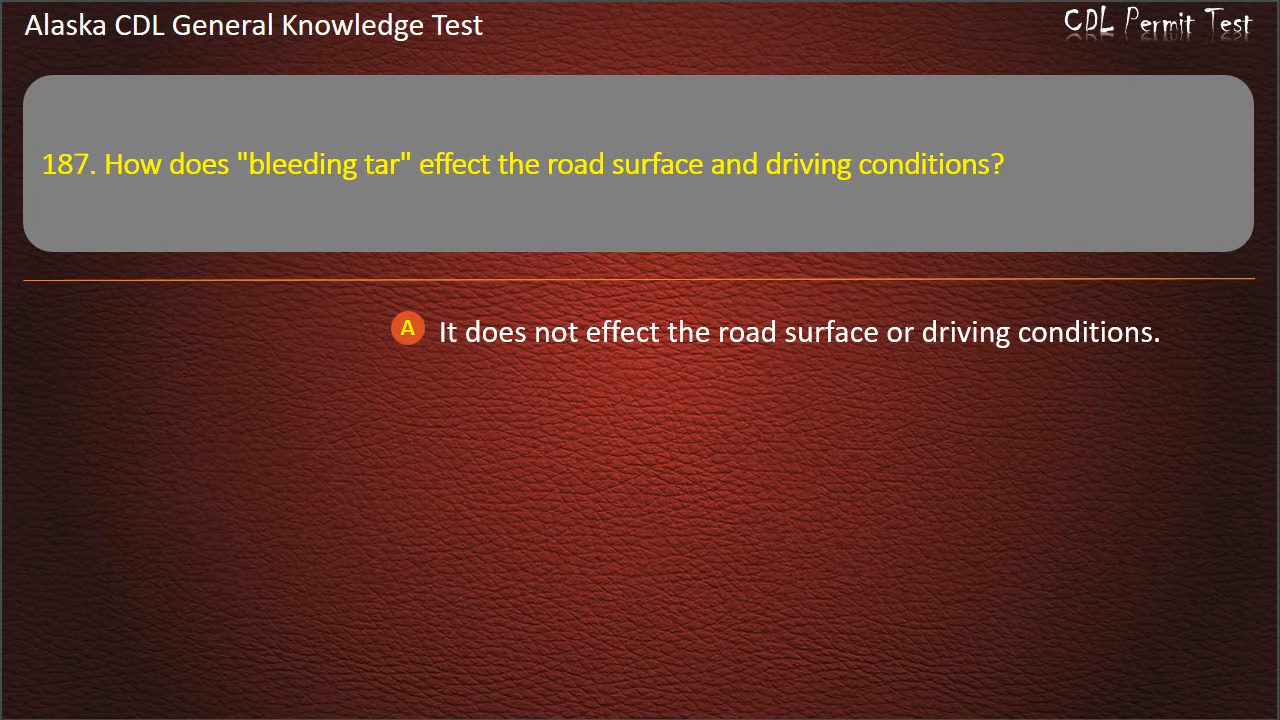 Alaska CDL General Knowledge Test
CDL Permit Test
187. How does "bleeding tar" effect the road surface and driving conditions?
A It does not effect the road surface or driving conditions.